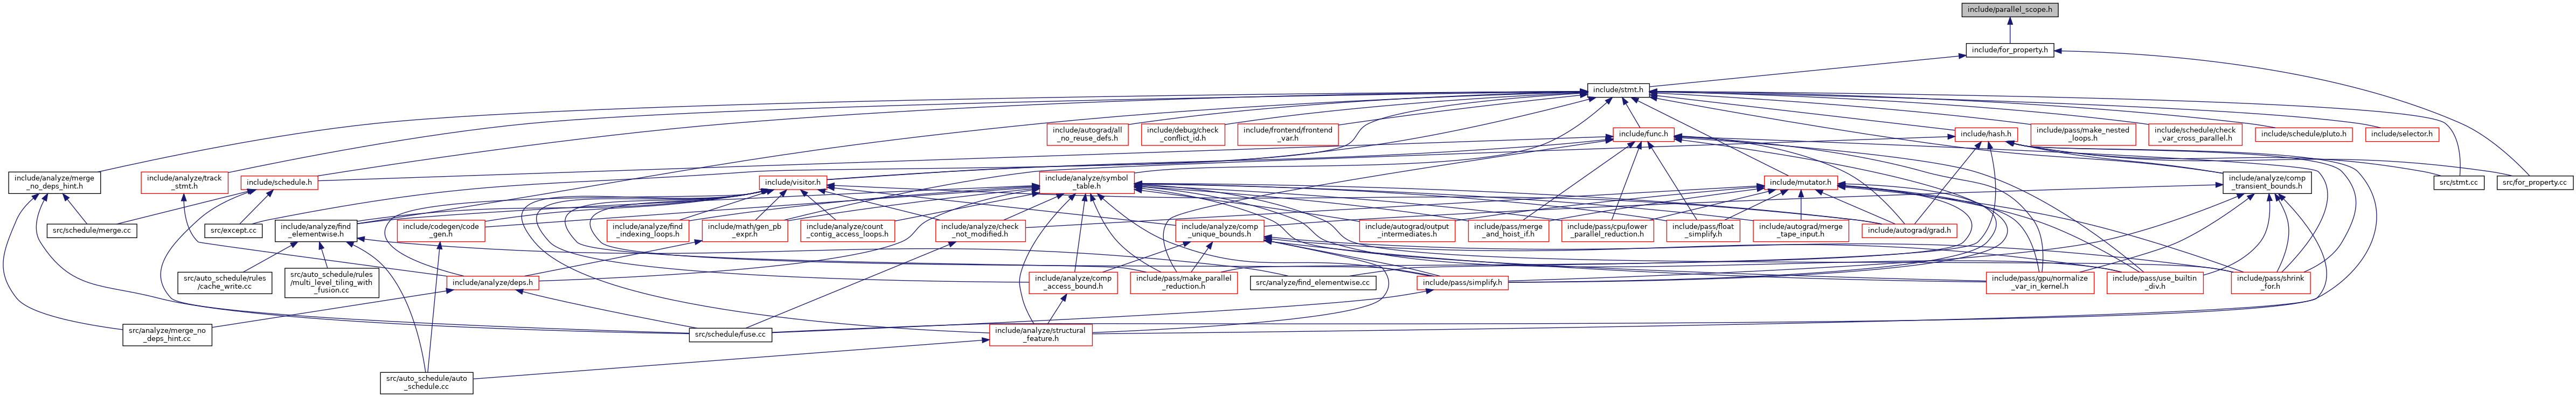 include/parallel_scope.h
include/for_property.h
include/stmt.h
include/autograd/all
_no_reuse_defs.h
include/debug/check
_conflict_id.h
include/frontend/frontend
_var.h
include/func.h
include/hash.h
include/pass/make_nested
_loops.h
include/schedule/check
_var_cross_parallel.h
include/schedule/pluto.h
include/selector.h
include/analyze/merge
_no_deps_hint.h
include/analyze/track
_stmt.h
include/schedule.h
include/visitor.h
include/analyze/symbol
_table.h
include/mutator.h
include/analyze/comp
_transient_bounds.h
src/stmt.cc
src/for_property.cc
src/schedule/merge.cc
src/except.cc
include/analyze/find
_elementwise.h
include/codegen/code
_gen.h
include/analyze/find
_indexing_loops.h
include/math/gen_pb
_expr.h
include/analyze/count
_contig_access_loops.h
include/analyze/check
_not_modified.h
include/analyze/comp
_unique_bounds.h
include/autograd/output
_intermediates.h
include/pass/merge
_and_hoist_if.h
include/pass/cpu/lower
_parallel_reduction.h
include/pass/float
_simplify.h
include/autograd/merge
_tape_input.h
include/autograd/grad.h
src/auto_schedule/rules
/cache_write.cc
src/auto_schedule/rules
/multi_level_tiling_with
_fusion.cc
include/analyze/deps.h
include/analyze/comp
_access_bound.h
include/pass/make_parallel
_reduction.h
src/analyze/find_elementwise.cc
include/pass/simplify.h
include/pass/gpu/normalize
_var_in_kernel.h
include/pass/use_builtin
_div.h
include/pass/shrink
_for.h
src/analyze/merge_no
_deps_hint.cc
src/schedule/fuse.cc
include/analyze/structural
_feature.h
src/auto_schedule/auto
_schedule.cc